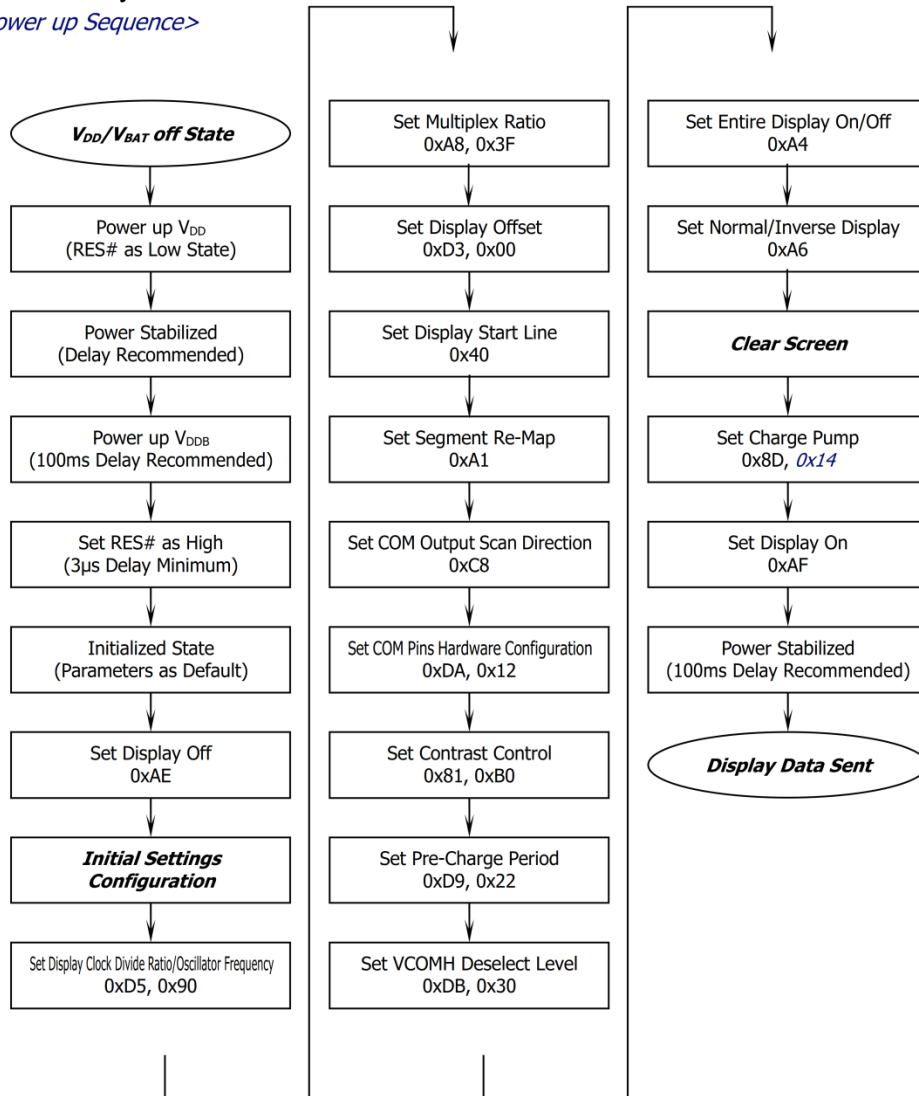 ower up Sequence>
VDD/VBAT off State
Power up VDD
(RES# as Low State)
Power Stabilized
(Delay Recommended)
Power up VDDB
(100ms Delay Recommended)
Set RES# as High
(3μs Delay Minimum)
Initialized State
(Parameters as Default)
Set Display Off
0xAE
Initial Settings
Configuration
Set Display Clock Divide Ratio/Oscillator Frequency
0xD5, 0x90
Set Multiplex Ratio
0xA8, 0x3F
Set Display Offset
0xD3, 0x00
Set Display Start Line
0x40
Set Segment Re-Map
0xA1
Set COM Output Scan Direction
0xC8
Set COM Pins Hardware Configuration
0xDA, 0x12
Set Contrast Control
0x81, 0xB0
Set Pre-Charge Period
0xD9, 0x22
Set VCOMH Deselect Level
0xDB, 0x30
Set Entire Display On/Off
0xA4
Set Normal/Inverse Display
0xA6
Clear Screen
Set Charge Pump
0x8D, 0x14
Set Display On
0xAF
Power Stabilized
(100ms Delay Recommended)
Display Data Sent